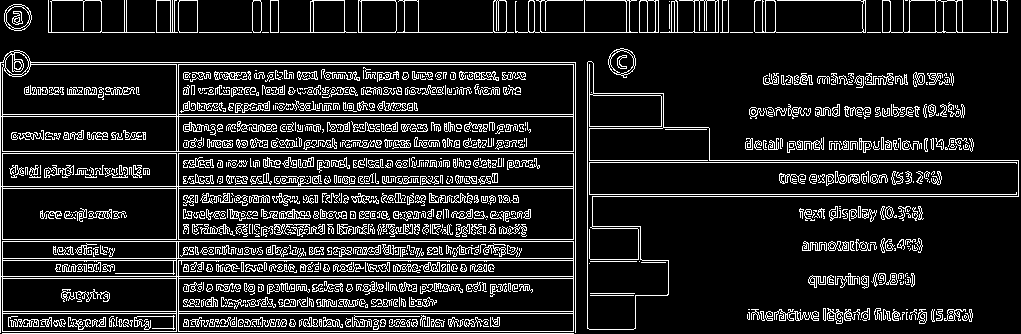 a
b
dataset management
open treeset in plain text format, import a tree or a treeset, save
all workspace, load a workspace, remove row/column from the
dataset, append row/column to the dataset
overview and tree subset
change reference column, load selected trees in the detail panel,
add trees to the detail panel, remove trees from the detail panel
detail panel manipulation
select a row in the detail panel, select a column in the detail panel,
select a tree cell, compact a tree cell, uncompact a tree cell
tree exploration
set dendrogram view, set icicle view, collapse branches up to a
level, collapse branches above a score, expand all nodes, expand
a branch, collapse/expand a branch (double click), select a node
text display
set continuous display, set separated display, set hybrid display
annotation
add a tree-level note, add a node-level note, delete a note
querying
add a note to a pattern, select a node in the pattern, edit pattern,
search keywords, search structure, search both
interactive legend filtering
activate/deactivate a relation, change score filter threshold
c
dataset management (0.5%)
overview and tree subset (9.2%)
detail panel manipulation (14.8%)
tree exploration (53.2%)
text display (0.3%)
annotation (6.4%)
querying (9.8%)
interactive legend filtering (5.8%)